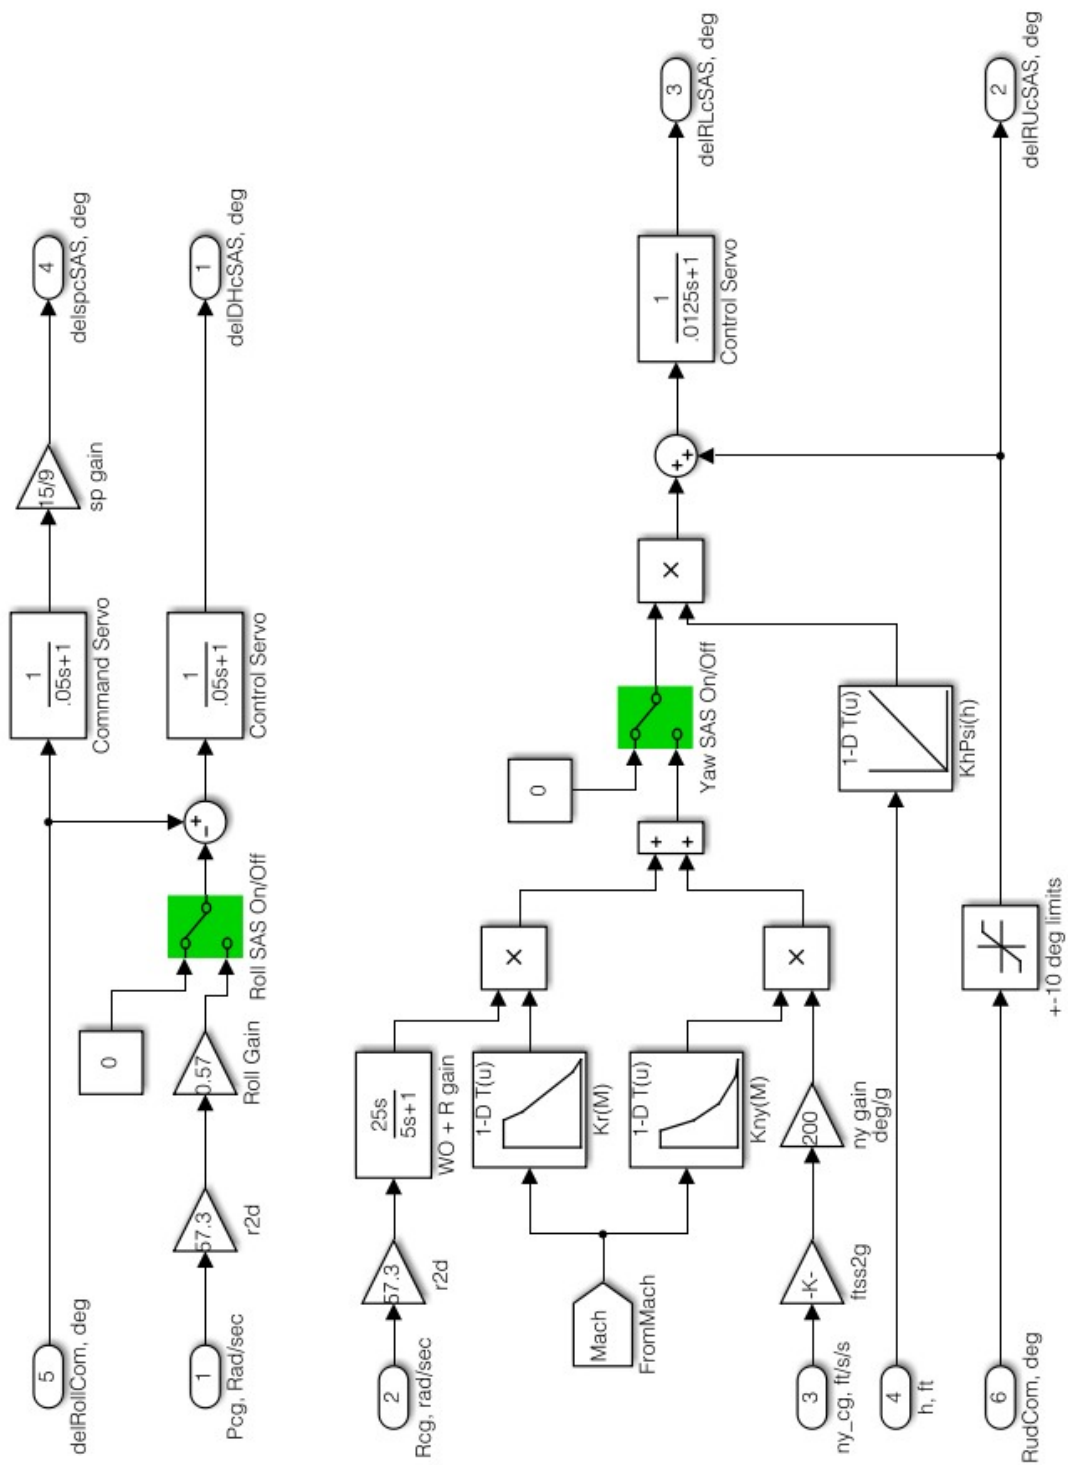 5
delRollCom, deg
1
.05s+1
Command Servo
15/9
sp gain
4
delspcSAS, deg
1
Pcg, Rad/sec
57.3
r2d
0.57
Roll Gain
0
Roll SAS On/Off
+
−
1
.05s+1
Control Servo
1
delDHcSAS, deg
2
Rcg, rad/sec
57.3
r2d
25s
5s+1
WO + R gain
Mach
FromMach
1-D T(u)
Kr(M)
×
1-D T(u)
Kny(M)
×
3
ny_cg, ft/s/s
-K-
ftss2g
200
ny gain
deg/g
+
+
0
Yaw SAS On/Off
×
+
+
1
.0125s+1
Control Servo
3
delRLcSAS, deg
4
h, ft
1-D T(u)
KhPsi(h)
6
RudCom, deg
+-10 deg limits
2
delRUcSAS, deg